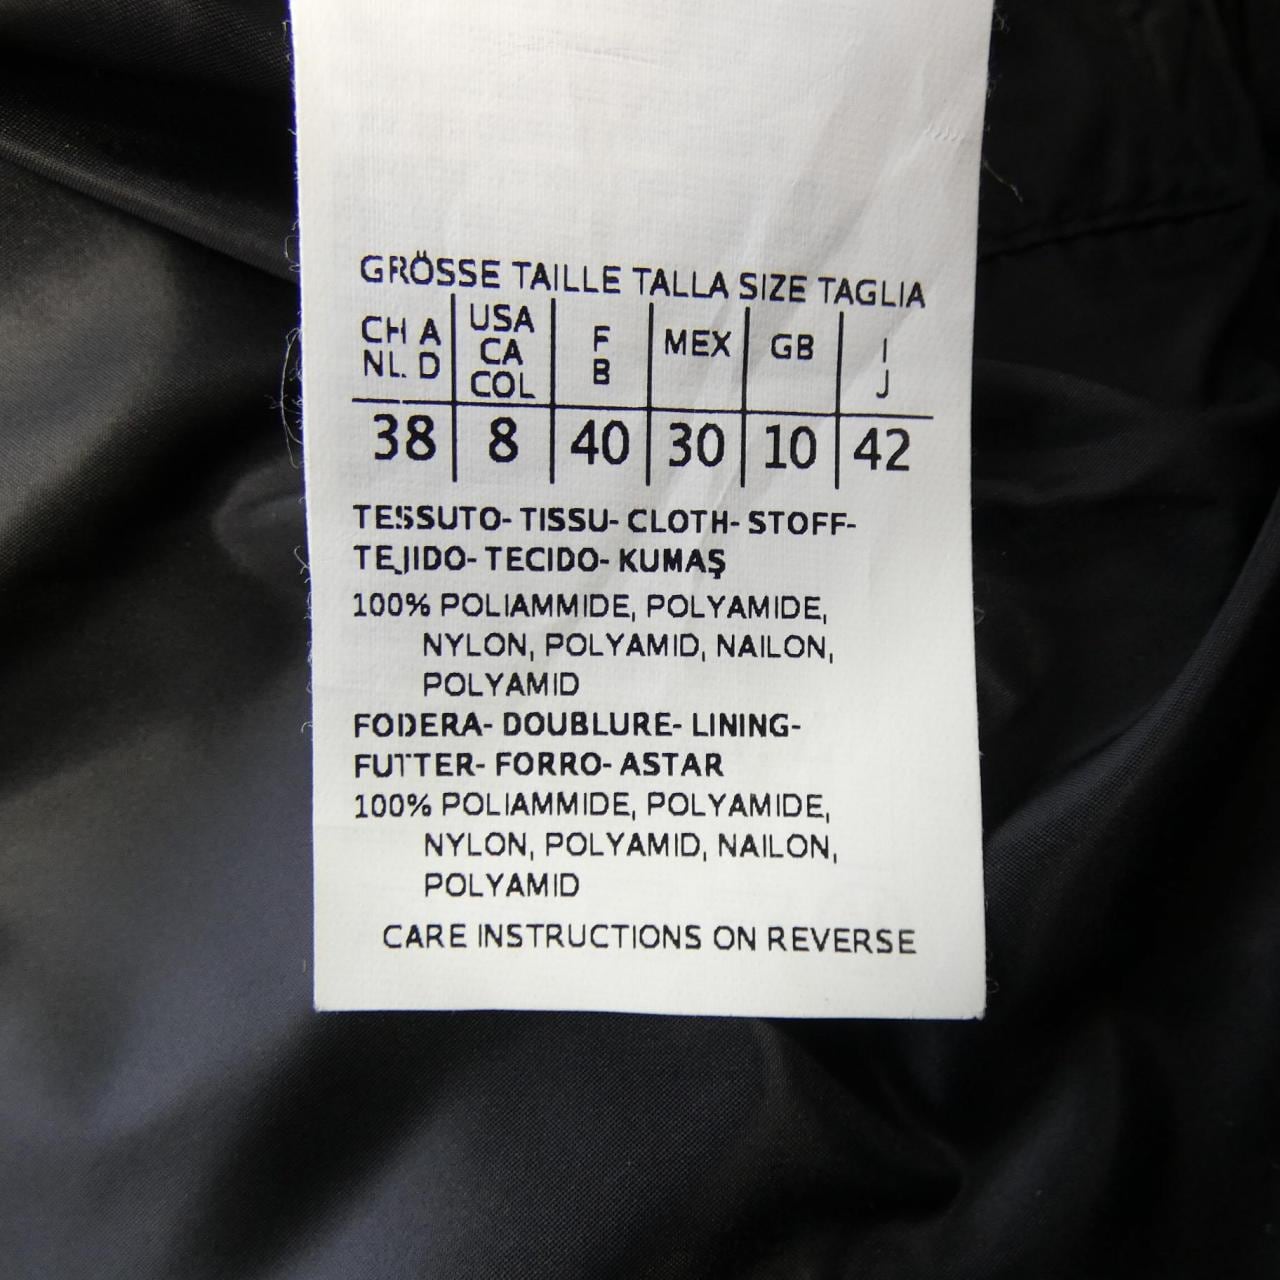 GRÖSSE TAILLE TALLA SIZE TAGLIA
CH A NL. D | USA CA COL | F B | MEX | GB | I J
38 | 8 | 40 | 30 | 10 | 42
TESSUTO- TISSU- CLOTH- STOFF-
TEJIDO- TECIDO- KUMAŞ
100% POLIAMMIDE, POLYAMIDE,
NYLON, POLYAMID, NAILON,
POLYAMID
FODERA- DOUBLURE- LINING-
FUTTER- FORRO- ASTAR
100% POLIAMMIDE, POLYAMIDE,
NYLON, POLYAMID, NAILON,
POLYAMID
CARE INSTRUCTIONS ON REVERSE